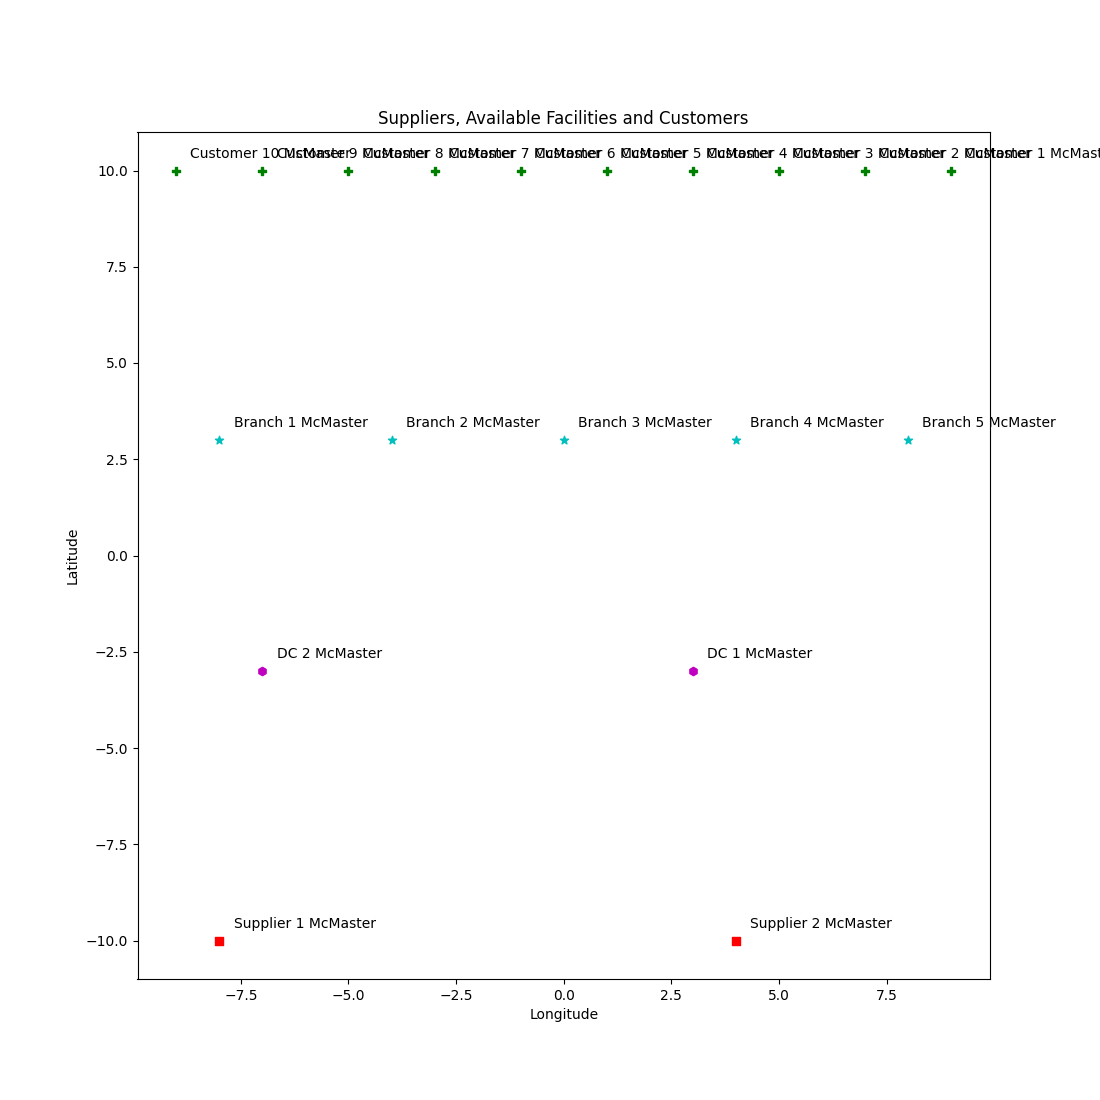 Suppliers, Available Facilities and Customers
Customer 10 McMaster
Customer 9 McMaster
Customer 8 McMaster
Customer 7 McMaster
Customer 6 McMaster
Customer 5 McMaster
Customer 4 McMaster
Customer 3 McMaster
Customer 2 McMaster
Customer 1 McMast
10.0
7.5
5.0
Branch 1 McMaster
Branch 2 McMaster
Branch 3 McMaster
Branch 4 McMaster
Branch 5 McMaster
2.5
Latitude
0.0
−2.5
DC 2 McMaster
DC 1 McMaster
−5.0
−7.5
Supplier 1 McMaster
Supplier 2 McMaster
−10.0
−7.5
−5.0
−2.5
0.0
2.5
5.0
7.5
Longitude